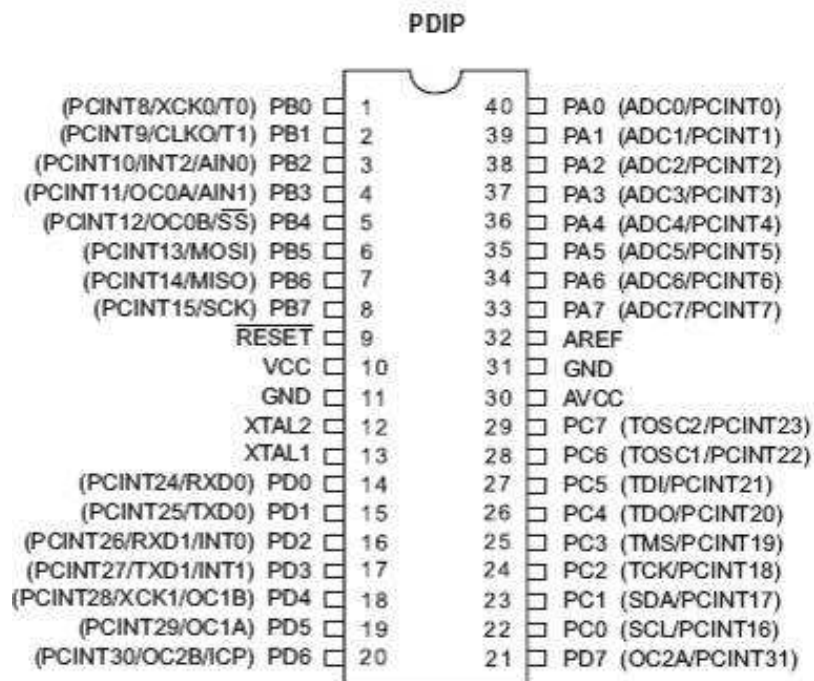 PDIP
(PCINT8/XCK0/T0) PB0 1 40 PA0 (ADC0/PCINT0)
(PCINT9/CLKO/T1) PB1 2 39 PA1 (ADC1/PCINT1)
(PCINT10/INT2/AIN0) PB2 3 38 PA2 (ADC2/PCINT2)
(PCINT11/OC0A/AIN1) PB3 4 37 PA3 (ADC3/PCINT3)
(PCINT12/OC0B/SS) PB4 5 36 PA4 (ADC4/PCINT4)
(PCINT13/MOSI) PB5 6 35 PA5 (ADC5/PCINT5)
(PCINT14/MISO) PB6 7 34 PA6 (ADC6/PCINT6)
(PCINT15/SCK) PB7 8 33 PA7 (ADC7/PCINT7)
RESET 9 32 AREF
VCC 10 31 GND
GND 11 30 AVCC
XTAL2 12 29 PC7 (TOSC2/PCINT23)
XTAL1 13 28 PC6 (TOSC1/PCINT22)
(PCINT24/RXD0) PD0 14 27 PC5 (TDI/PCINT21)
(PCINT25/TXD0) PD1 15 26 PC4 (TDO/PCINT20)
(PCINT26/RXD1/INT0) PD2 16 25 PC3 (TMS/PCINT19)
(PCINT27/TXD1/INT1) PD3 17 24 PC2 (TCK/PCINT18)
(PCINT28/XCK1/OC1B) PD4 18 23 PC1 (SDA/PCINT17)
(PCINT29/OC1A) PD5 19 22 PC0 (SCL/PCINT16)
(PCINT30/OC2B/ICP) PD6 20 21 PD7 (OC2A/PCINT31)